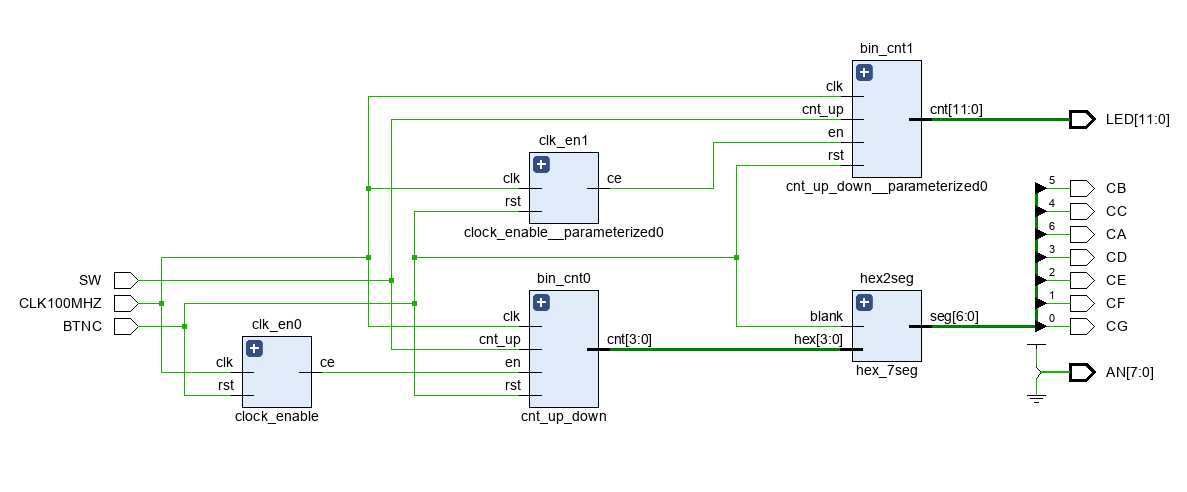 bin_cnt1
clk
cnt_up
en
rst
cnt[11:0]
cnt_up_down__parameterized0
LED[11:0]
clk_en1
clk
rst
ce
clock_enable__parameterized0
SW
CLK100MHZ
BTNC
clk_en0
clk
rst
ce
clock_enable
bin_cnt0
clk
cnt_up
en
rst
cnt[3:0]
cnt_up_down
hex2seg
blank
hex[3:0]
seg[6:0]
hex_7seg
5 CB
4 CC
6 CA
3 CD
2 CE
1 CF
0 CG
AN[7:0]